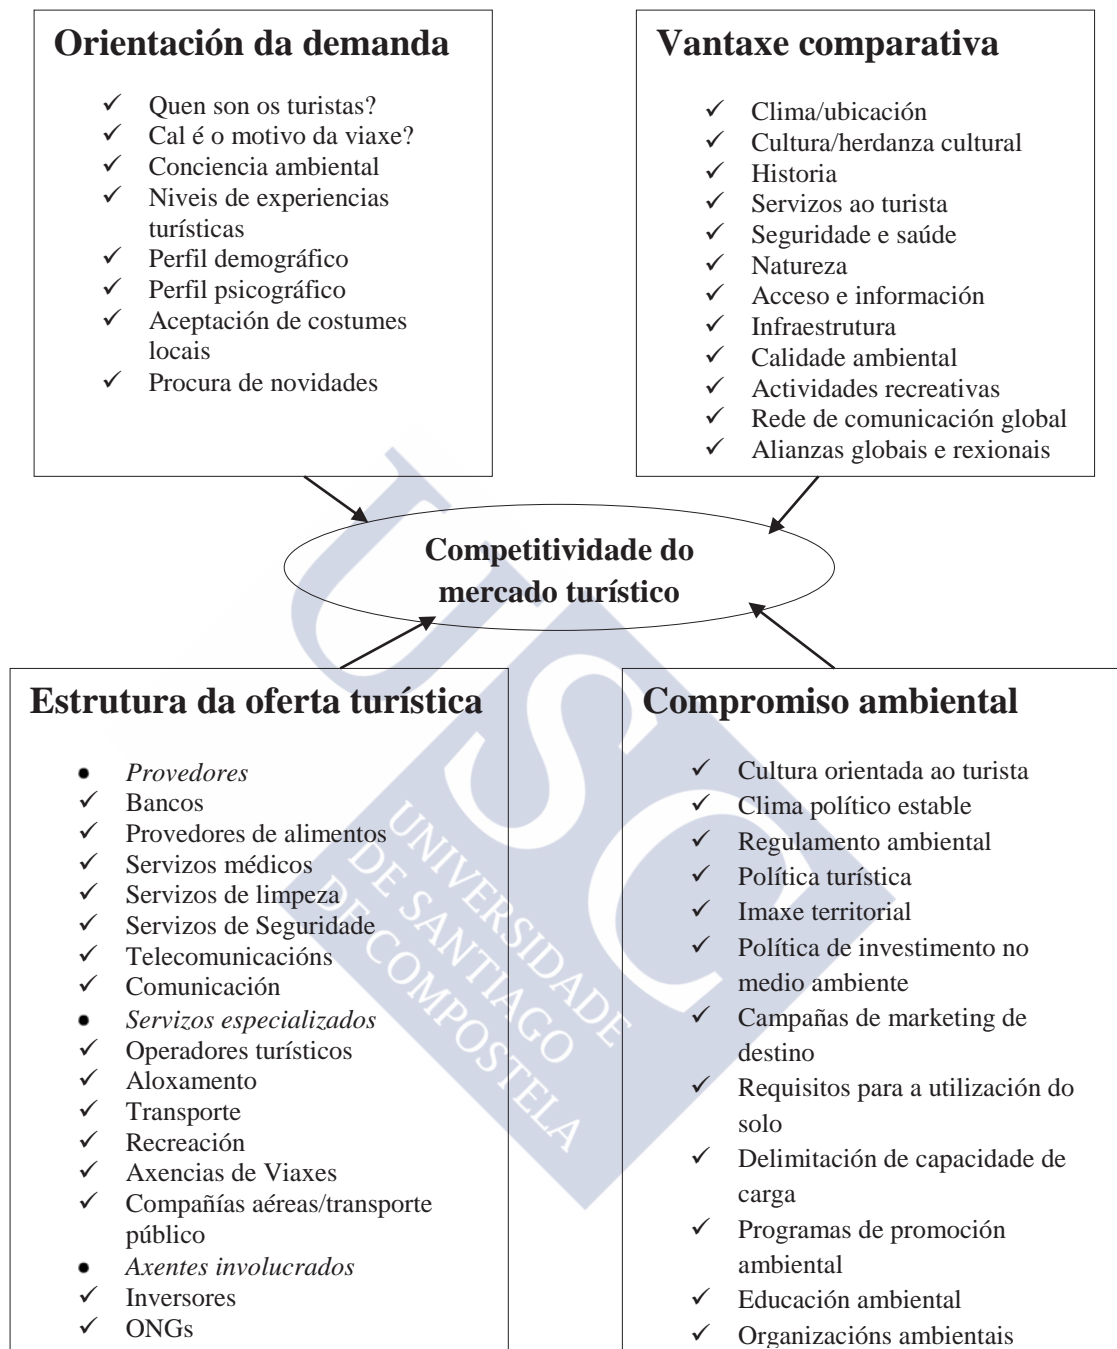 Orientación da demanda
✓ Quen son os turistas?
✓ Cal é o motivo da viaxe?
✓ Conciencia ambiental
✓ Niveis de experiencias
turísticas
✓ Perfil demográfico
✓ Perfil psicográfico
✓ Aceptación de costumes
locais
✓ Procura de novidades
Vantaxe comparativa
✓ Clima/ubicación
✓ Cultura/herdanza cultural
✓ Historia
✓ Servizos ao turista
✓ Seguridade e saúde
✓ Natureza
✓ Acceso e información
✓ Infraestrutura
✓ Calidade ambiental
✓ Actividades recreativas
✓ Rede de comunicación global
✓ Alianzas globais e rexionais
Competitividade do
mercado turístico
Estrutura da oferta turística
• Provedores
✓ Bancos
✓ Provedores de alimentos
✓ Servizos médicos
✓ Servizos de limpeza
✓ Servizos de Seguridade
✓ Telecomunicacións
✓ Comunicación
• Servizos especializados
✓ Operadores turísticos
✓ Aloxamento
✓ Transporte
✓ Recreación
✓ Axencias de Viaxes
✓ Compañías aéreas/transporte
público
• Axentes involucrados
✓ Inversores
✓ ONGs
Compromiso ambiental
✓ Cultura orientada ao turista
✓ Clima político estable
✓ Regulamento ambiental
✓ Política turística
✓ Imaxe territorial
✓ Política de investimento no
medio ambiente
✓ Campañas de marketing de
destino
✓ Requisitos para a utilización do
solo
✓ Delimitación de capacidade de
carga
✓ Programas de promoción
ambiental
✓ Educación ambiental
✓ Organizacións ambientais
USC
UNIVERSIDADE
DE SANTIAGO
DE COMPOSTELA